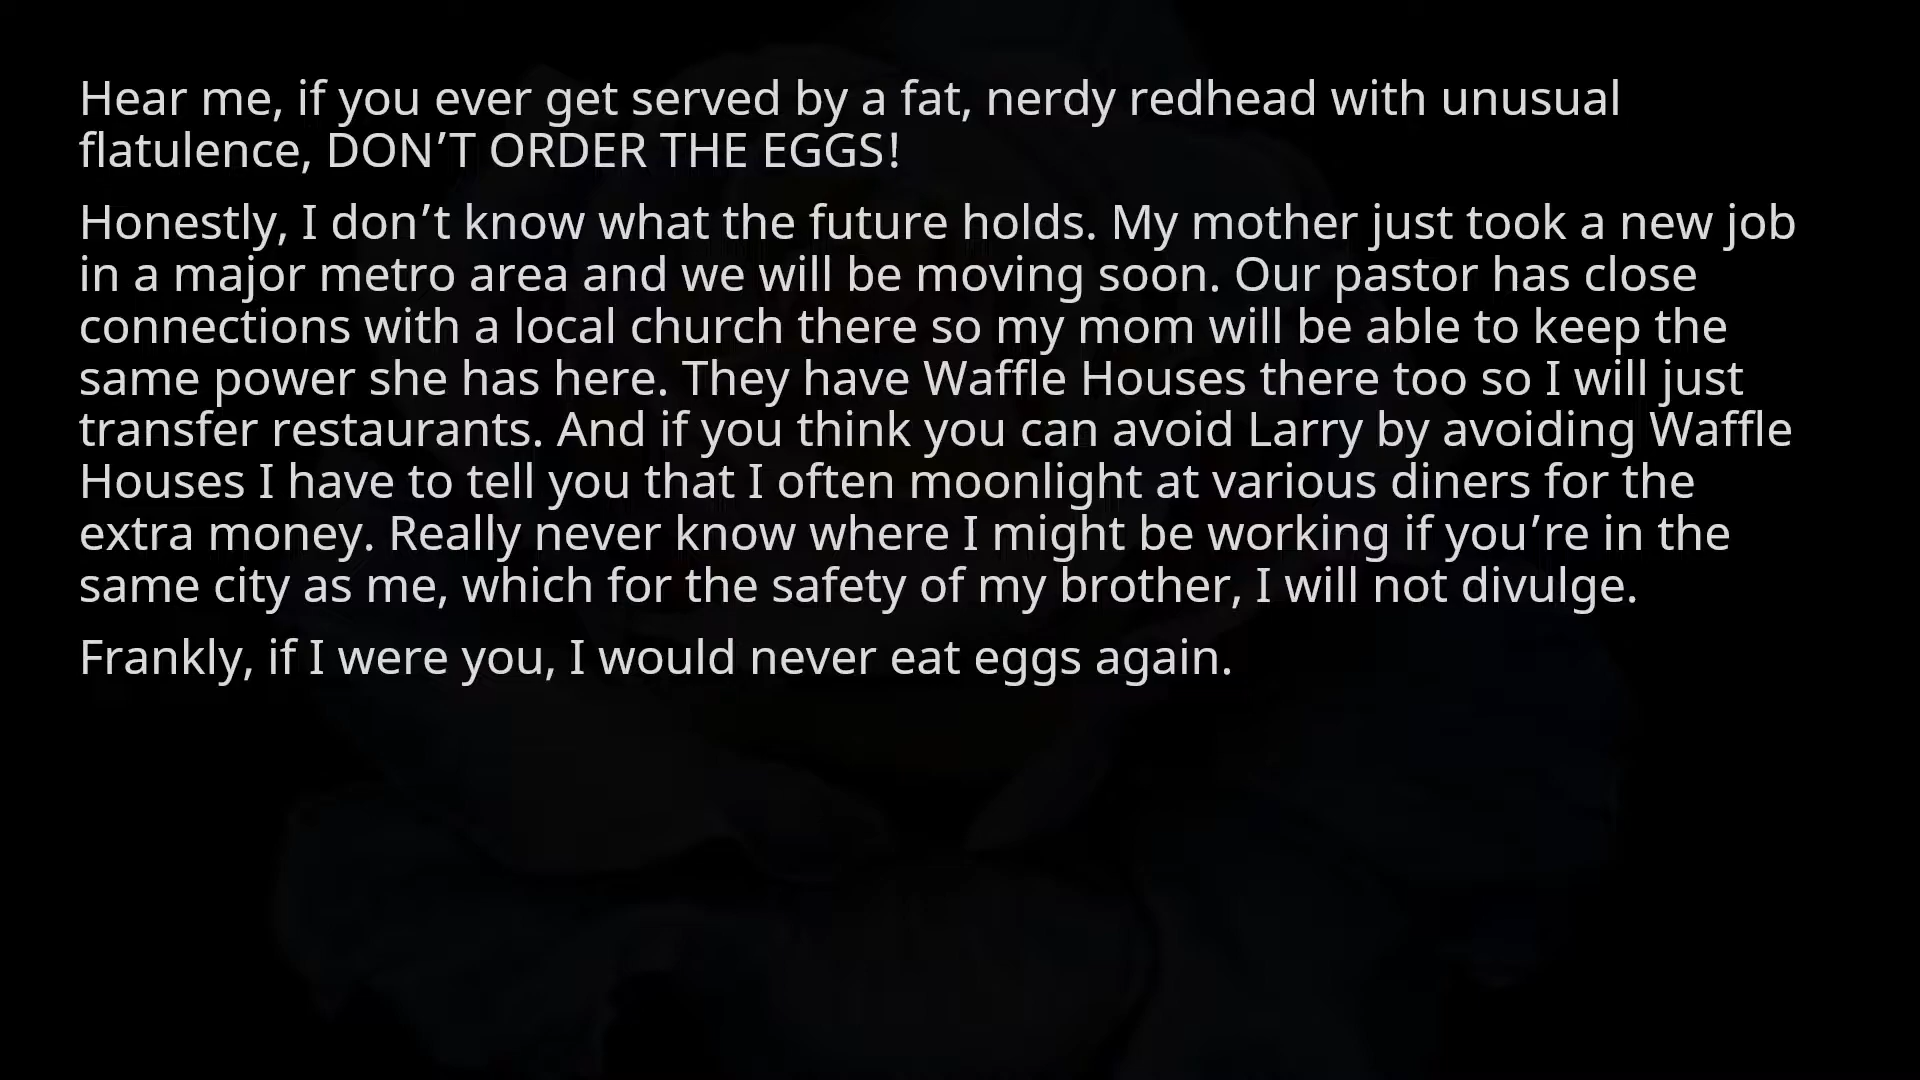 Hear me, if you ever get served by a fat, nerdy redhead with unusual
flatulence, DON’T ORDER THE EGGS!
Honestly, I don’t know what the future holds. My mother just took a new job
in a major metro area and we will be moving soon. Our pastor has close
connections with a local church there so my mom will be able to keep the
same power she has here. They have Waffle Houses there too so I will just
transfer restaurants. And if you think you can avoid Larry by avoiding Waffle
Houses I have to tell you that I often moonlight at various diners for the
extra money. Really never know where I might be working if you’re in the
same city as me, which for the safety of my brother, I will not divulge.
Frankly, if I were you, I would never eat eggs again.